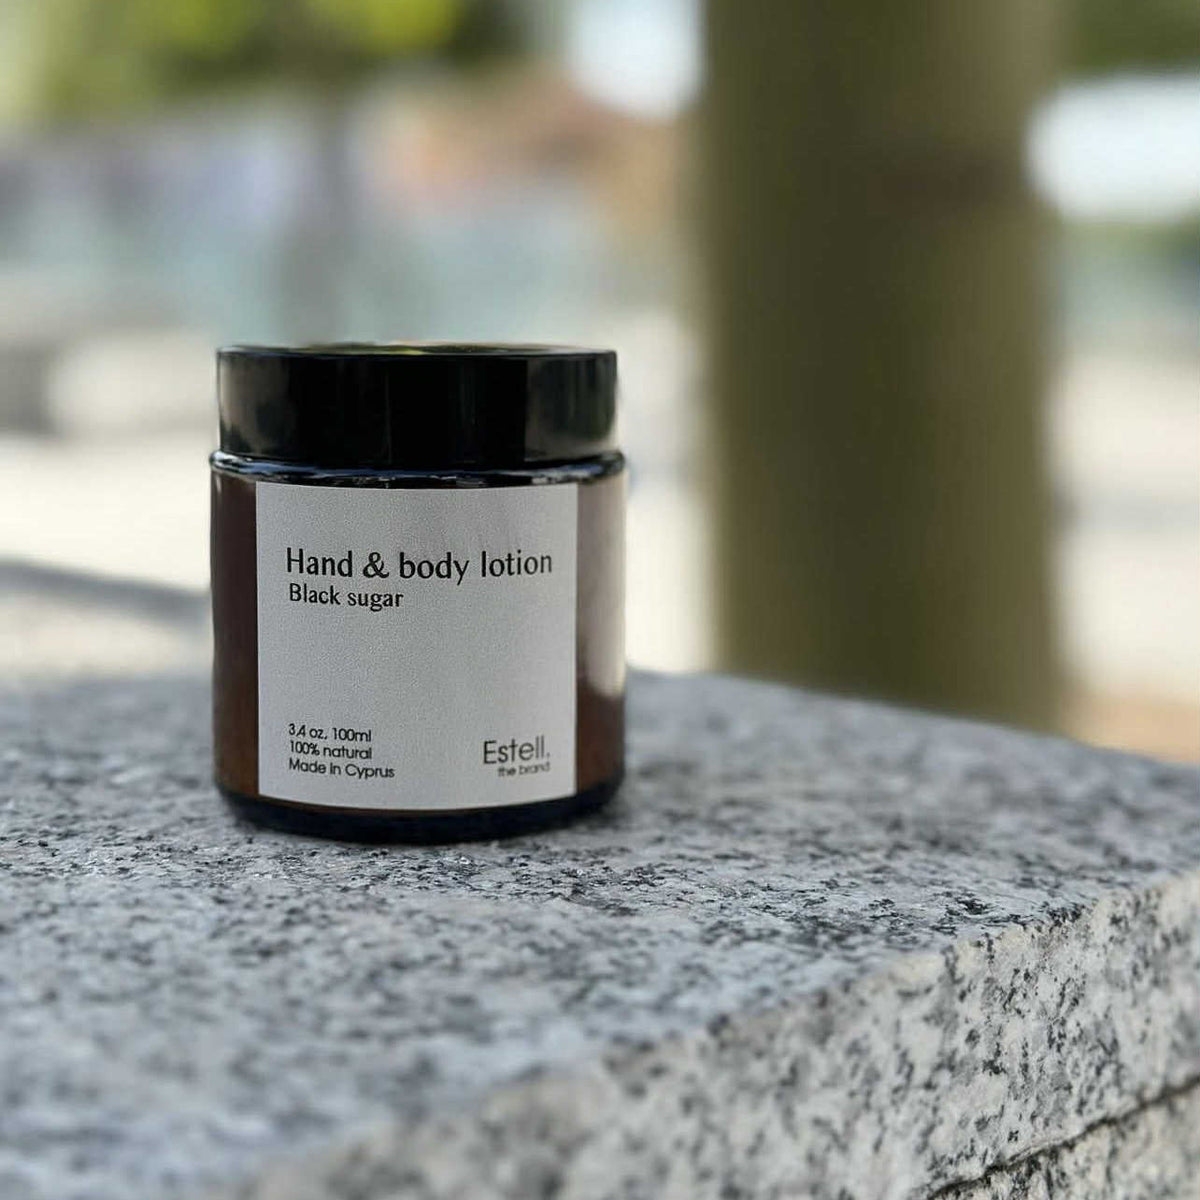 Hand & body lotion
Black sugar
3,4 oz, 100ml
100% natural
Made in Cyprus
Estell.
the brand